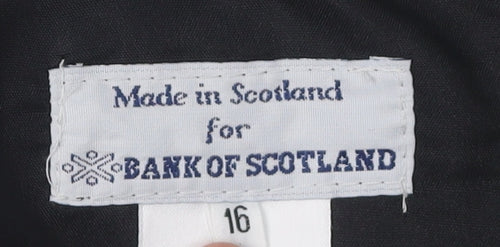 Made in Scotland
for
BANK OF SCOTLAND
16